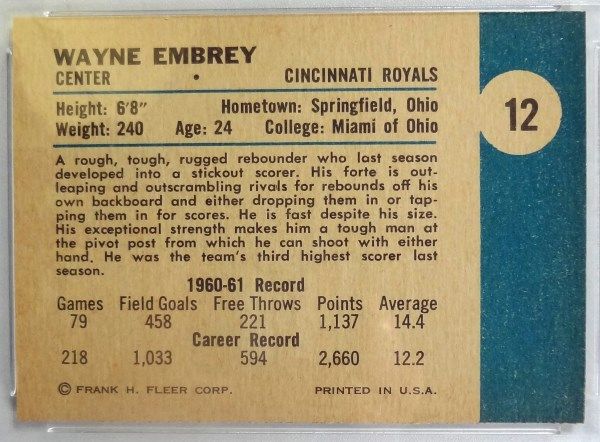 WAYNE EMBREY
CENTER • CINCINNATI ROYALS
12
Height: 6'8" Hometown: Springfield, Ohio
Weight: 240 Age: 24 College: Miami of Ohio
A rough, tough, rugged rebounder who last season
developed into a stickout scorer. His forte is out-
leaping and outscrambling rivals for rebounds off his
own backboard and either dropping them in or tap-
ping them in for scores. He is fast despite his size.
His exceptional strength makes him a tough man at
the pivot post from which he can shoot with either
hand. He was the team's third highest scorer last
season.
1960-61 Record
Games Field Goals Free Throws Points Average
79 458 221 1,137 14.4
Career Record
218 1,033 594 2,660 12.2
© FRANK H. FLEER CORP. PRINTED IN U.S.A.